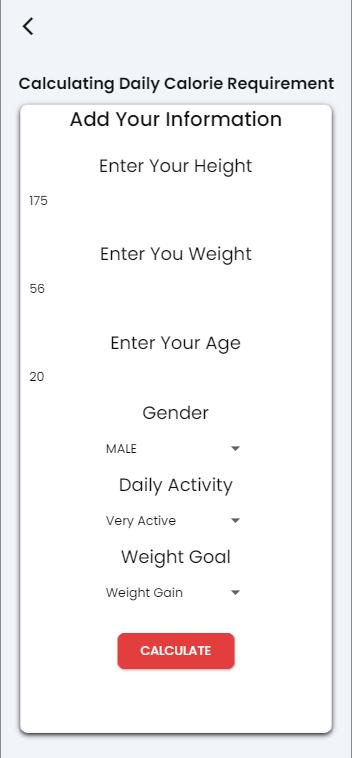 Calculating Daily Calorie Requirement
Add Your Information
Enter Your Height
175
Enter You Weight
56
Enter Your Age
20
Gender
MALE
Daily Activity
Very Active
Weight Goal
Weight Gain
CALCULATE